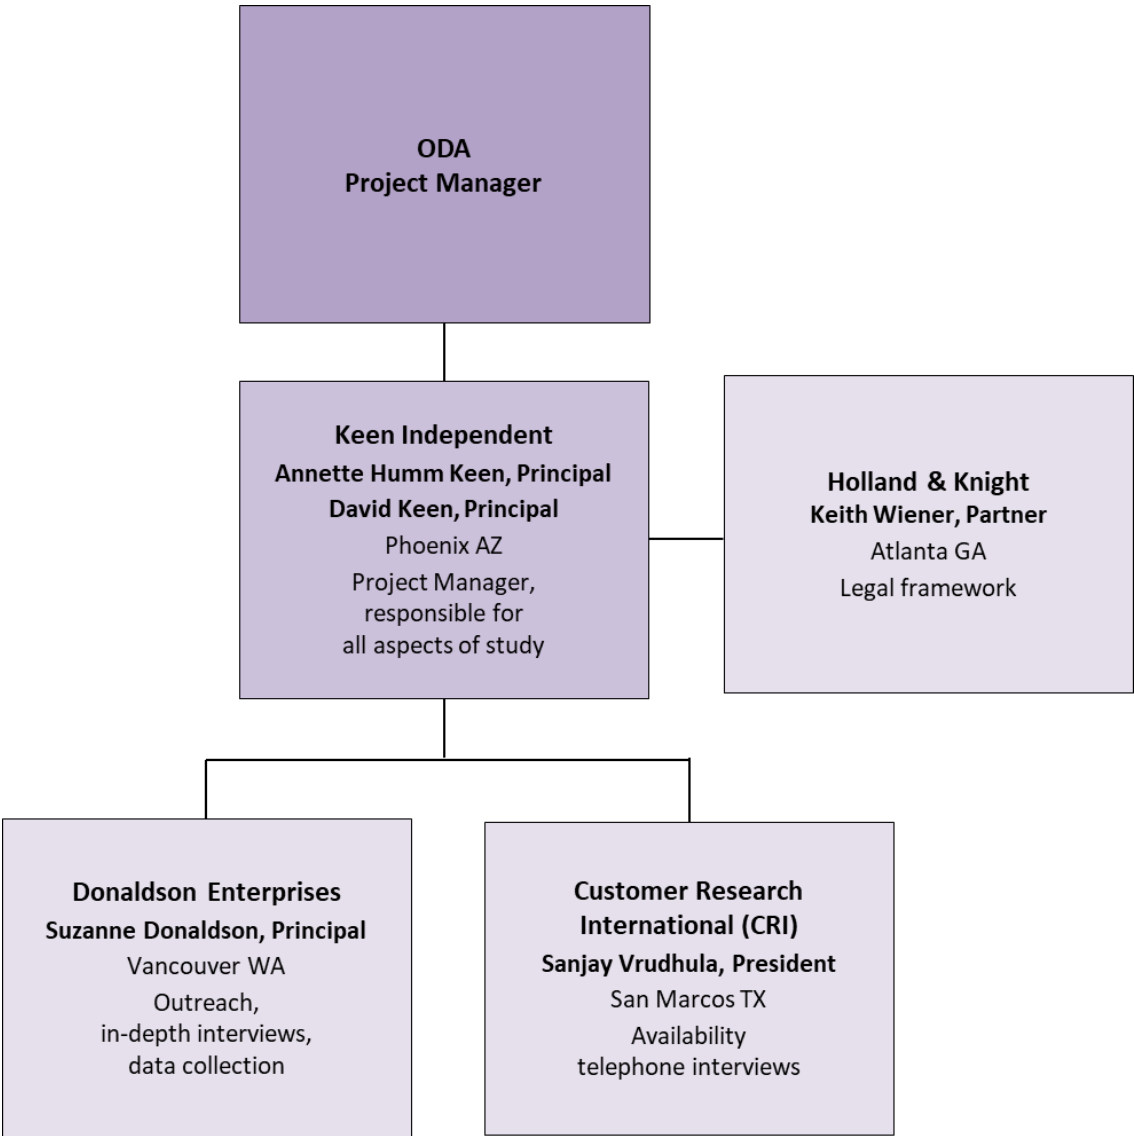 ODA
Project Manager
Keen Independent
Annette Humm Keen, Principal
David Keen, Principal
Phoenix AZ
Project Manager,
responsible for
all aspects of study
Holland & Knight
Keith Wiener, Partner
Atlanta GA
Legal framework
Donaldson Enterprises
Suzanne Donaldson, Principal
Vancouver WA
Outreach,
in-depth interviews,
data collection
Customer Research
International (CRI)
Sanjay Vrudhula, President
San Marcos TX
Availability
telephone interviews